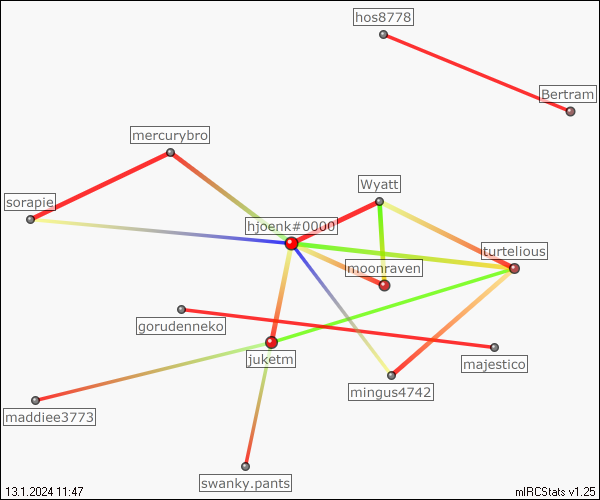 hos8778
Bertram
mercurybro
Wyatt
sorapie
hjoenk#0000
turtelious
moonraven
gorudenneko
juketm
majestico
mingus4742
maddiee3773
swanky.pants
13.1.2024 11:47
mIRCStats v1.25